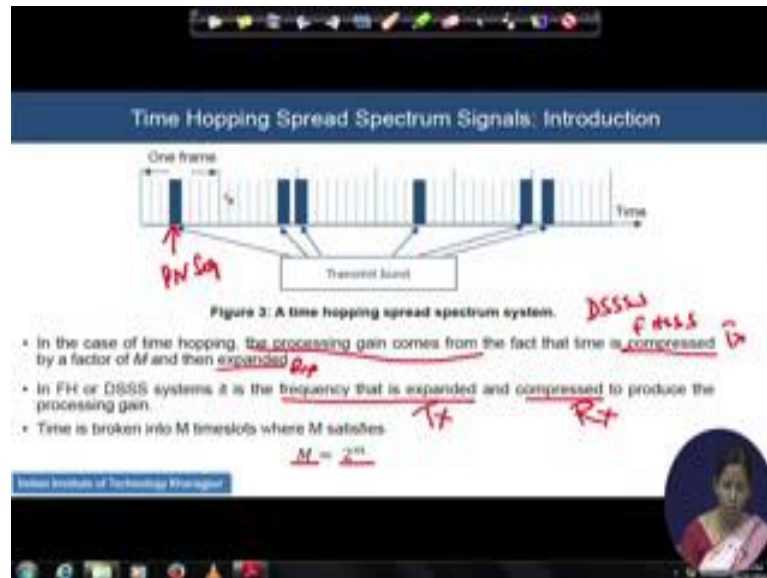 Time Hopping Spread Spectrum Signals: Introduction
One frame
Time
PN Seq
Transmit burst
Figure 3: A time hopping spread spectrum system.
DSSS
FHSS
• In the case of time hopping, the processing gain comes from the fact that time is compressed Tx
by a factor of M and then expanded
• In FH or DSSS systems it is the frequency that is expanded and compressed to produce the
processing gain.
Tx Rx
• Time is broken into M timeslots where M satisfies
M = 2^m
Indian Institute of Technology Kharagpur